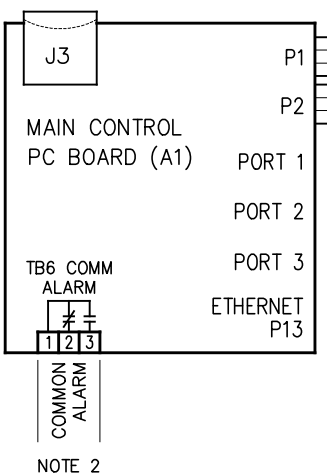 J3
P1
P2
MAIN CONTROL
PC BOARD (A1)
PORT 1
PORT 2
PORT 3
TB6 COMM
ALARM
ETHERNET
P13
1 2 3
COMMON
ALARM
NOTE 2